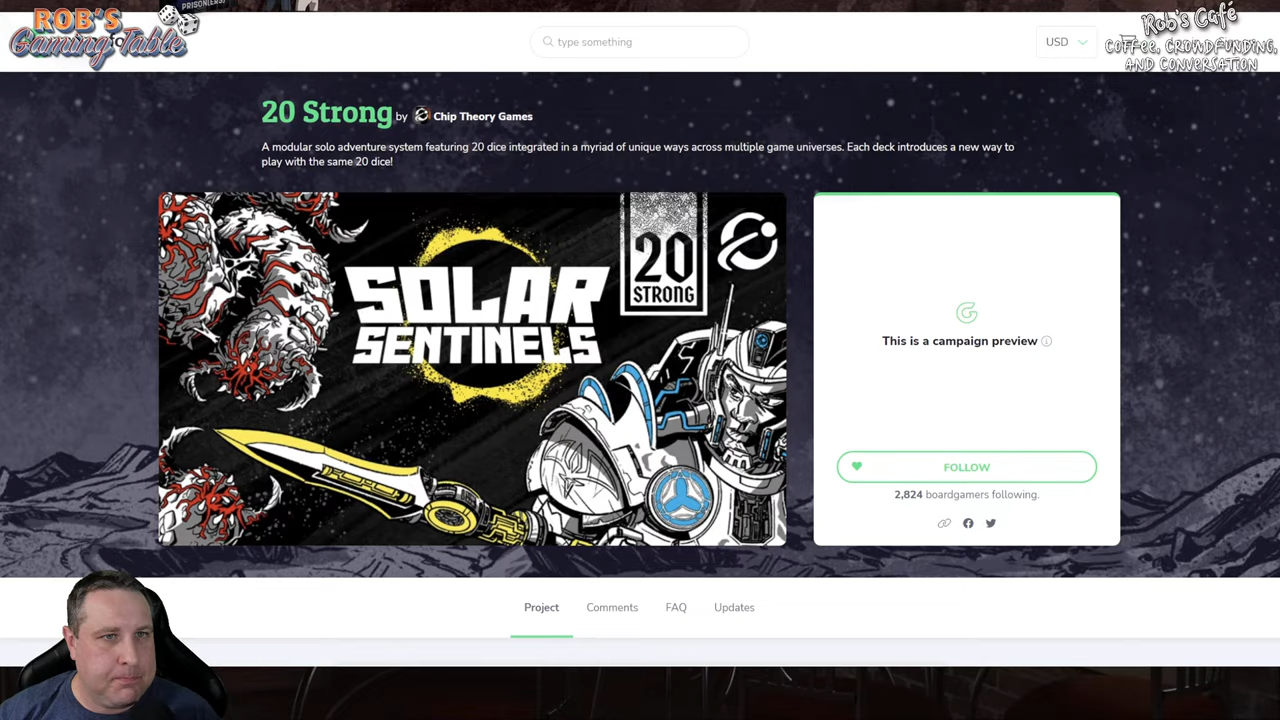 PRISONERS!
ROB'S
Gaming Table
type something
USD
Rob's Café
COFFEE, CROWDFUNDING,
AND CONVERSATION
20 Strong by Chip Theory Games
A modular solo adventure system featuring 20 dice integrated in a myriad of unique ways across multiple game universes. Each deck introduces a new way to
play with the same 20 dice!
SOLAR
SENTINELS
20
STRONG
This is a campaign preview
FOLLOW
2,824 boardgamers following.
Project
Comments
FAQ
Updates